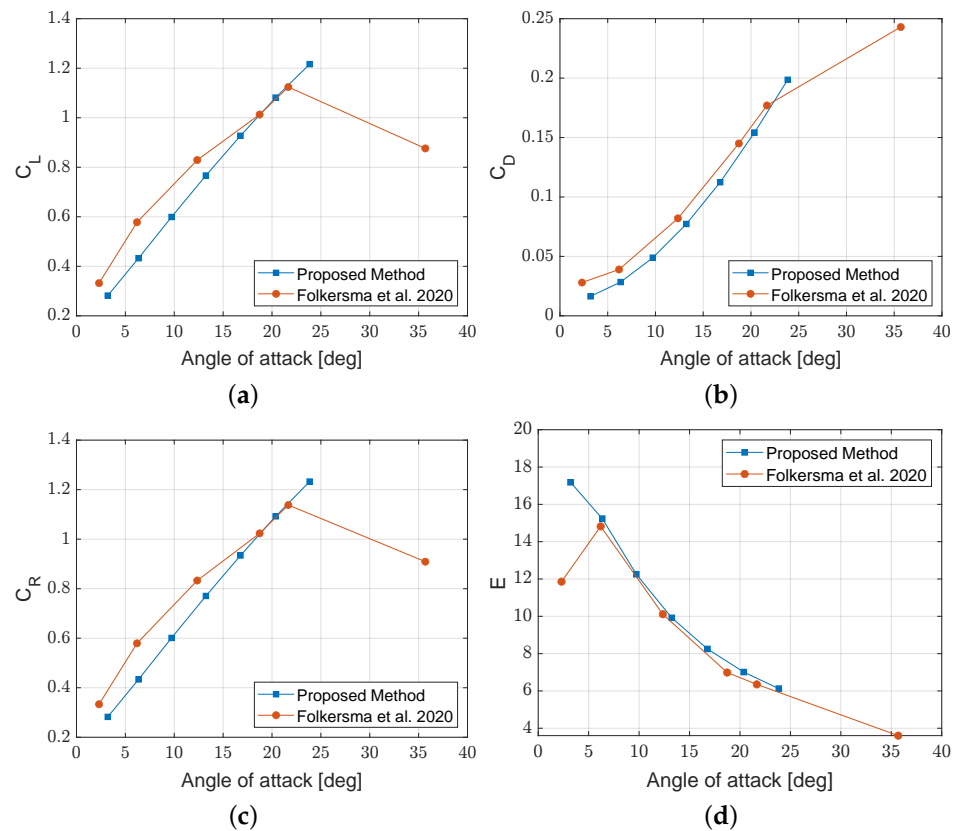 1.4
1.2
1
0.8
0.6
0.4
0.2
C_L
0 5 10 15 20 25 30 35 40
Angle of attack [deg]
Proposed Method
Folkersma et al. 2020
(a)
0.25
0.2
0.15
0.1
0.05
0
C_D
0 5 10 15 20 25 30 35 40
Angle of attack [deg]
Proposed Method
Folkersma et al. 2020
(b)
1.4
1.2
1
0.8
0.6
0.4
0.2
C_R
0 5 10 15 20 25 30 35 40
Angle of attack [deg]
Proposed Method
Folkersma et al. 2020
(c)
20
18
16
14
12
10
8
6
4
E
0 5 10 15 20 25 30 35 40
Angle of attack [deg]
Proposed Method
Folkersma et al. 2020
(d)